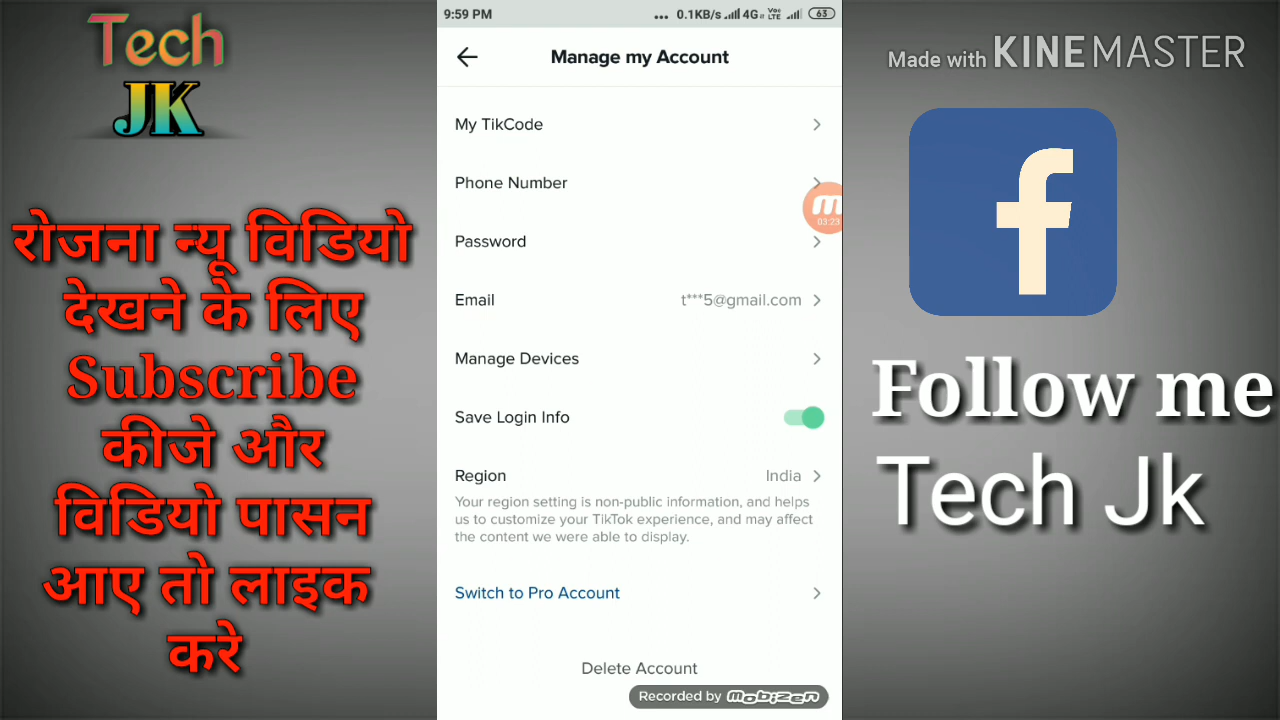 Tech
JK
रोजना न्यू विडियो
देखने के लिए
Subscribe
कीजे और
विडियो पासन
आए तो लाइक
करे
9:59 PM
... 0.1KB/s 4G Vo LTE 63
Manage my Account
My TikCode
Phone Number
03:23
Password
Email t***5@gmail.com
Manage Devices
Save Login Info
Region India
Your region setting is non-public information, and helps
us to customize your TikTok experience, and may affect
the content we were able to display.
Switch to Pro Account
Delete Account
Recorded by mobizen
Made with KINEMASTER
f
Follow me
Tech Jk